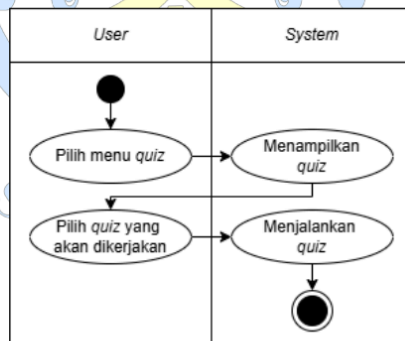 User
System
Pilih menu quiz
Menampilkan
quiz
Pilih quiz yang
akan dikerjakan
Menjalankan
quiz